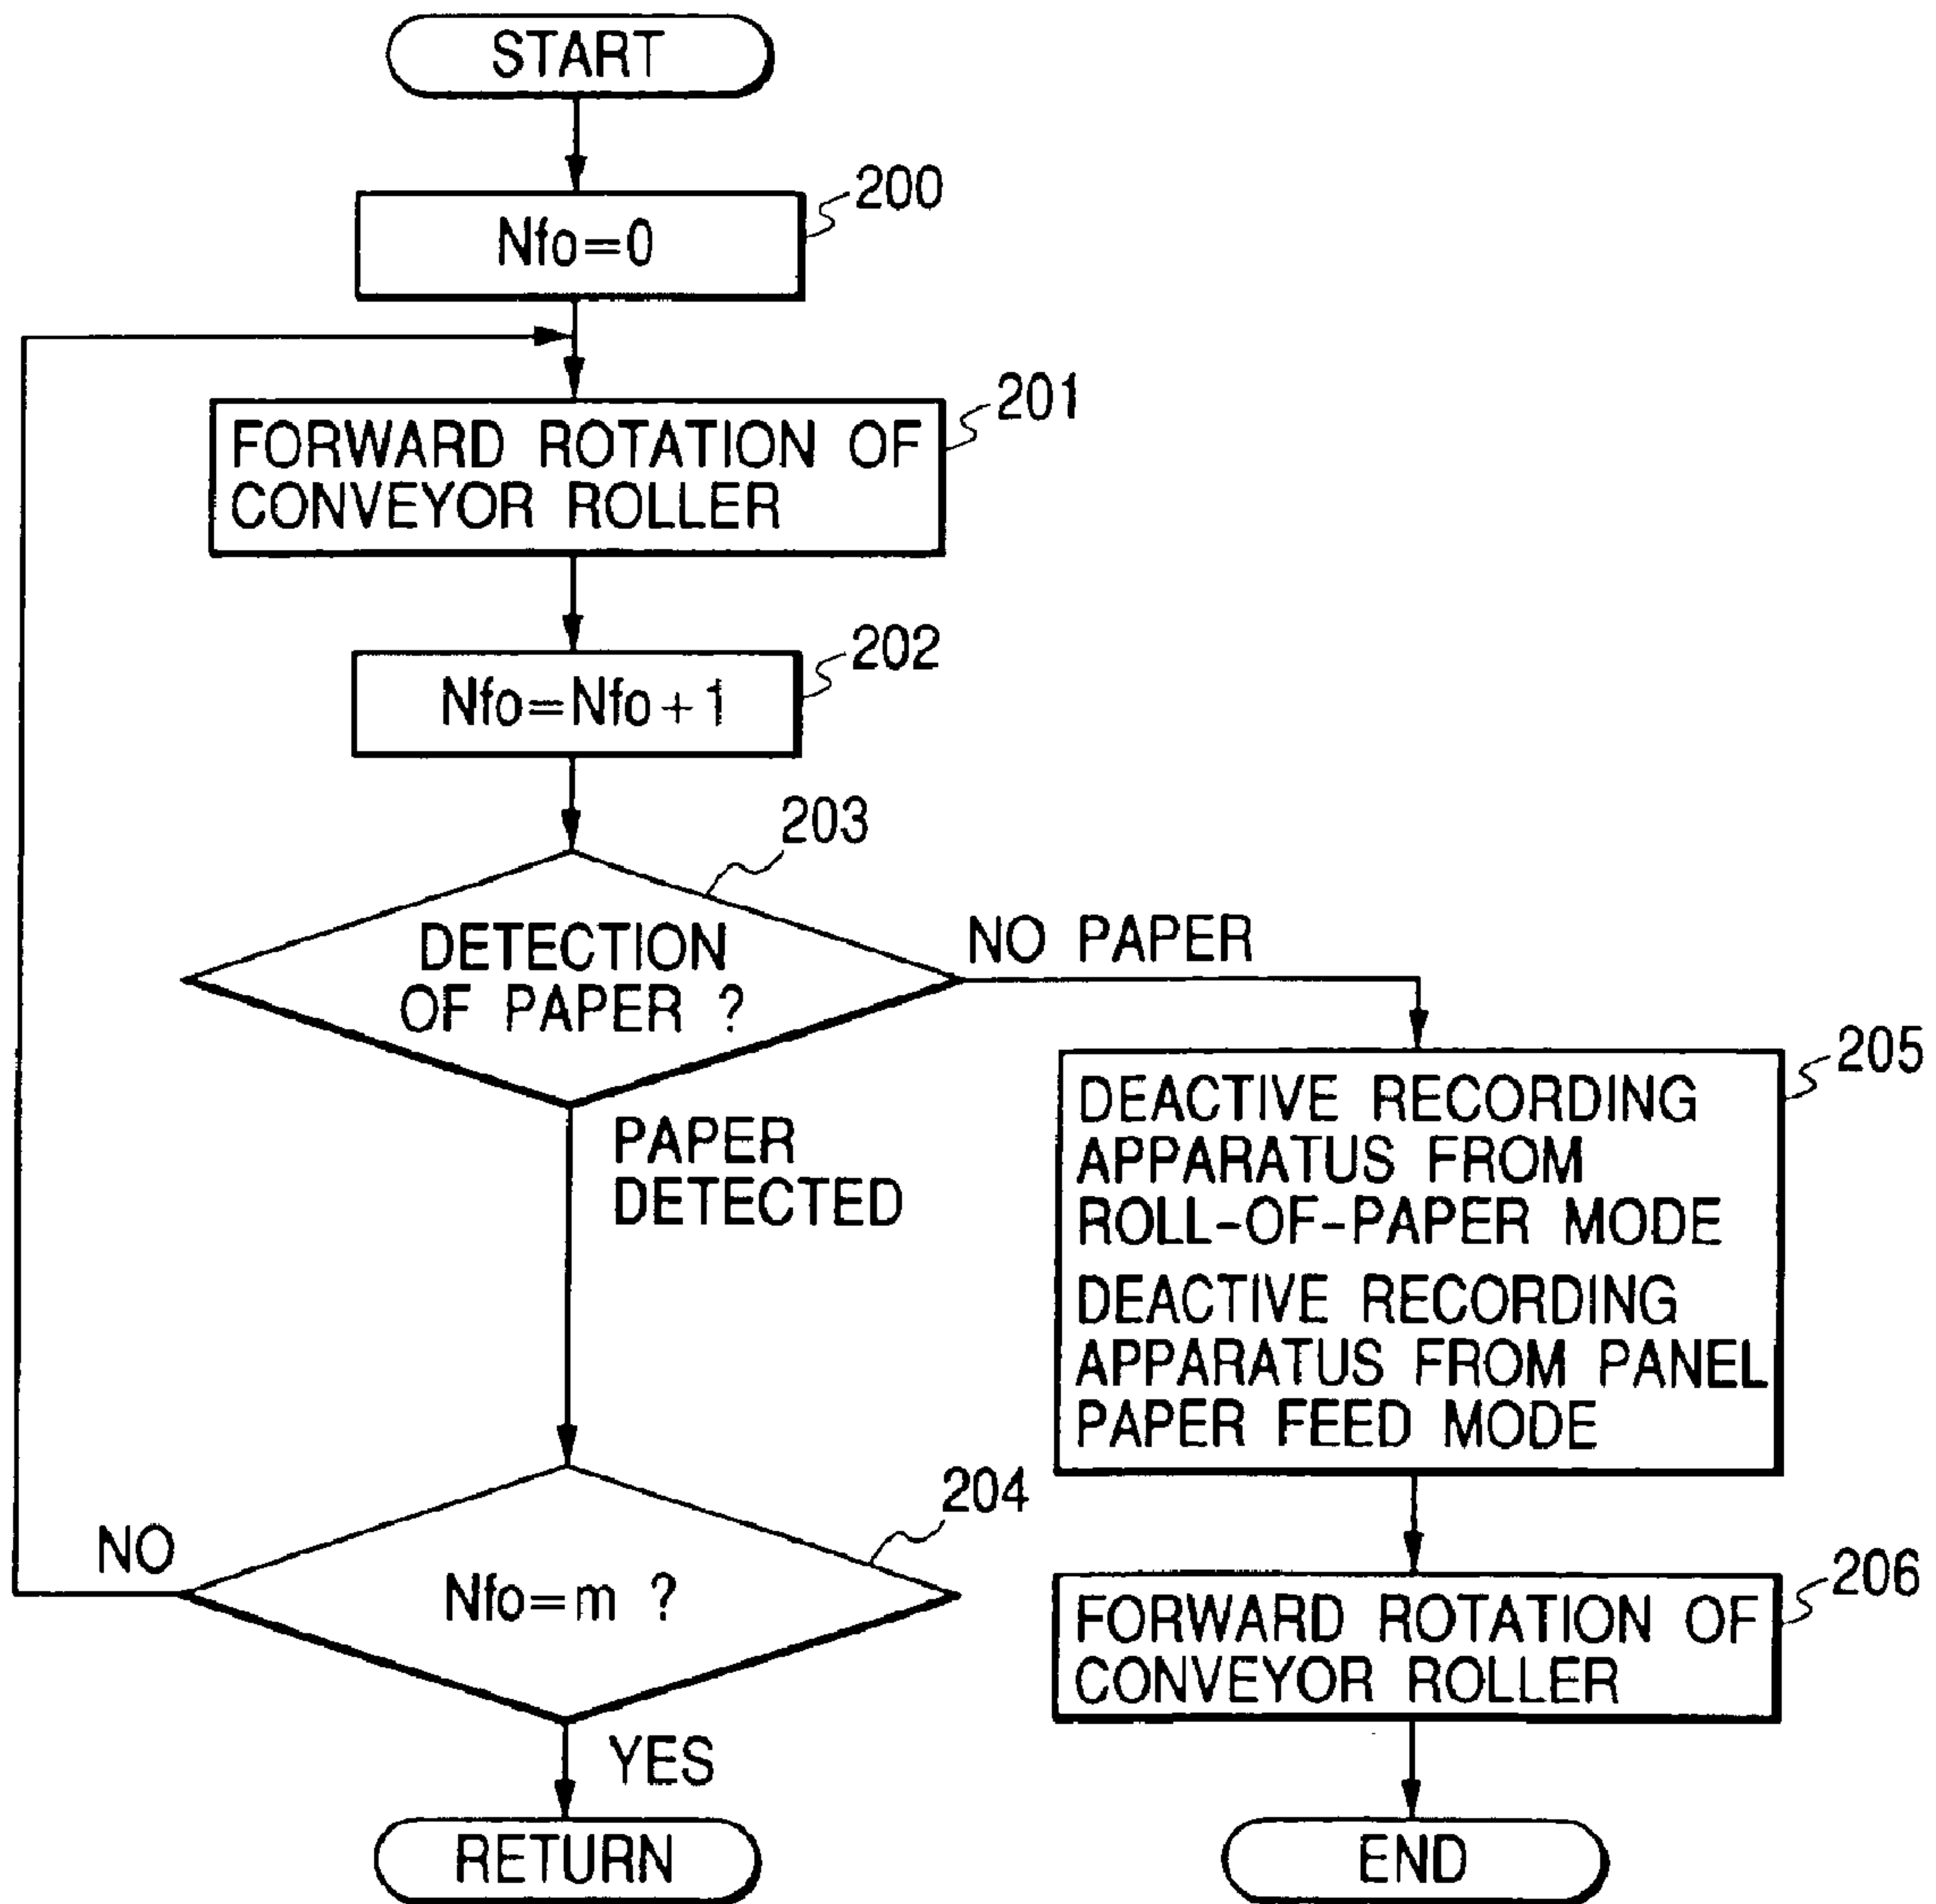 START
200
Nfo=0
201
FORWARD ROTATION OF
CONVEYOR ROLLER
202
Nfo=Nfo+1
203
DETECTION
OF PAPER ?
NO PAPER
PAPER
DETECTED
205
DEACTIVE RECORDING
APPARATUS FROM
ROLL-OF-PAPER MODE
DEACTIVE RECORDING
APPARATUS FROM PANEL
PAPER FEED MODE
204
NO
Nfo=m ?
YES
206
FORWARD ROTATION OF
CONVEYOR ROLLER
RETURN
END